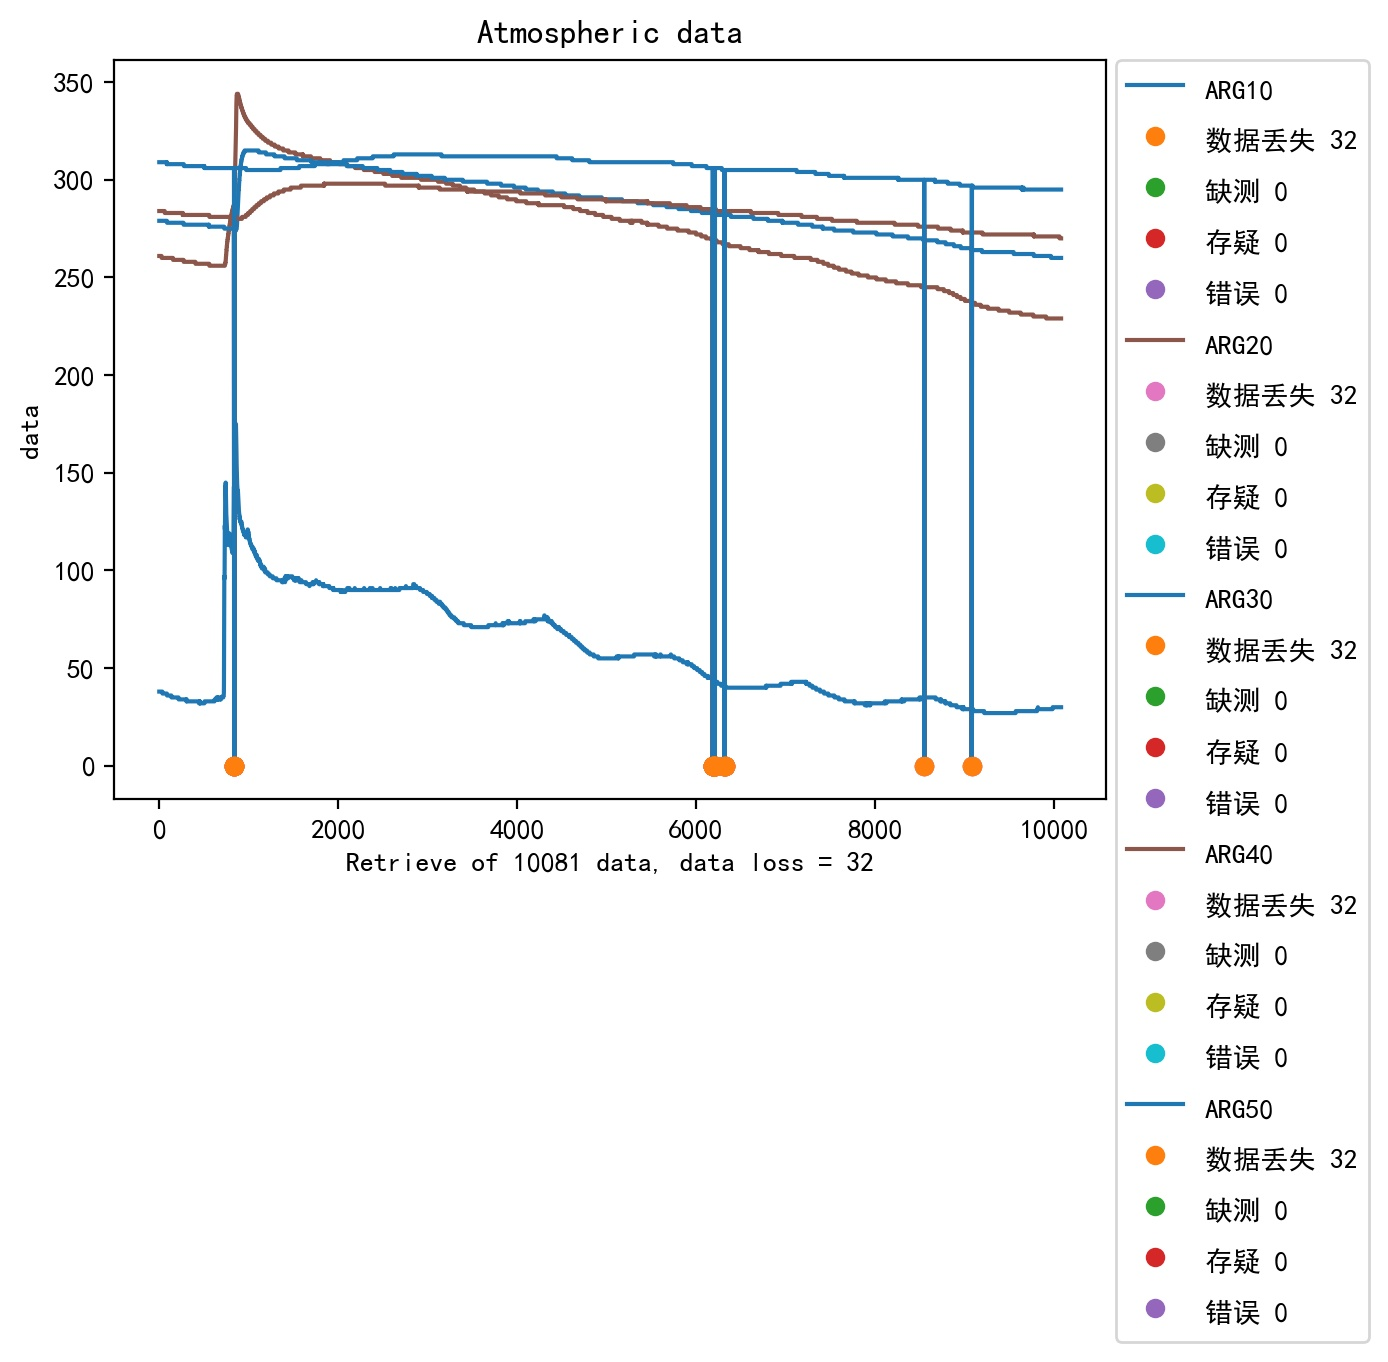 Atmospheric data
350
300
250
200
150
100
50
0
data
0 2000 4000 6000 8000 10000
Retrieve of 10081 data, data loss = 32
ARG10
数据丢失 32
缺测 0
存疑 0
错误 0
ARG20
数据丢失 32
缺测 0
存疑 0
错误 0
ARG30
数据丢失 32
缺测 0
存疑 0
错误 0
ARG40
数据丢失 32
缺测 0
存疑 0
错误 0
ARG50
数据丢失 32
缺测 0
存疑 0
错误 0